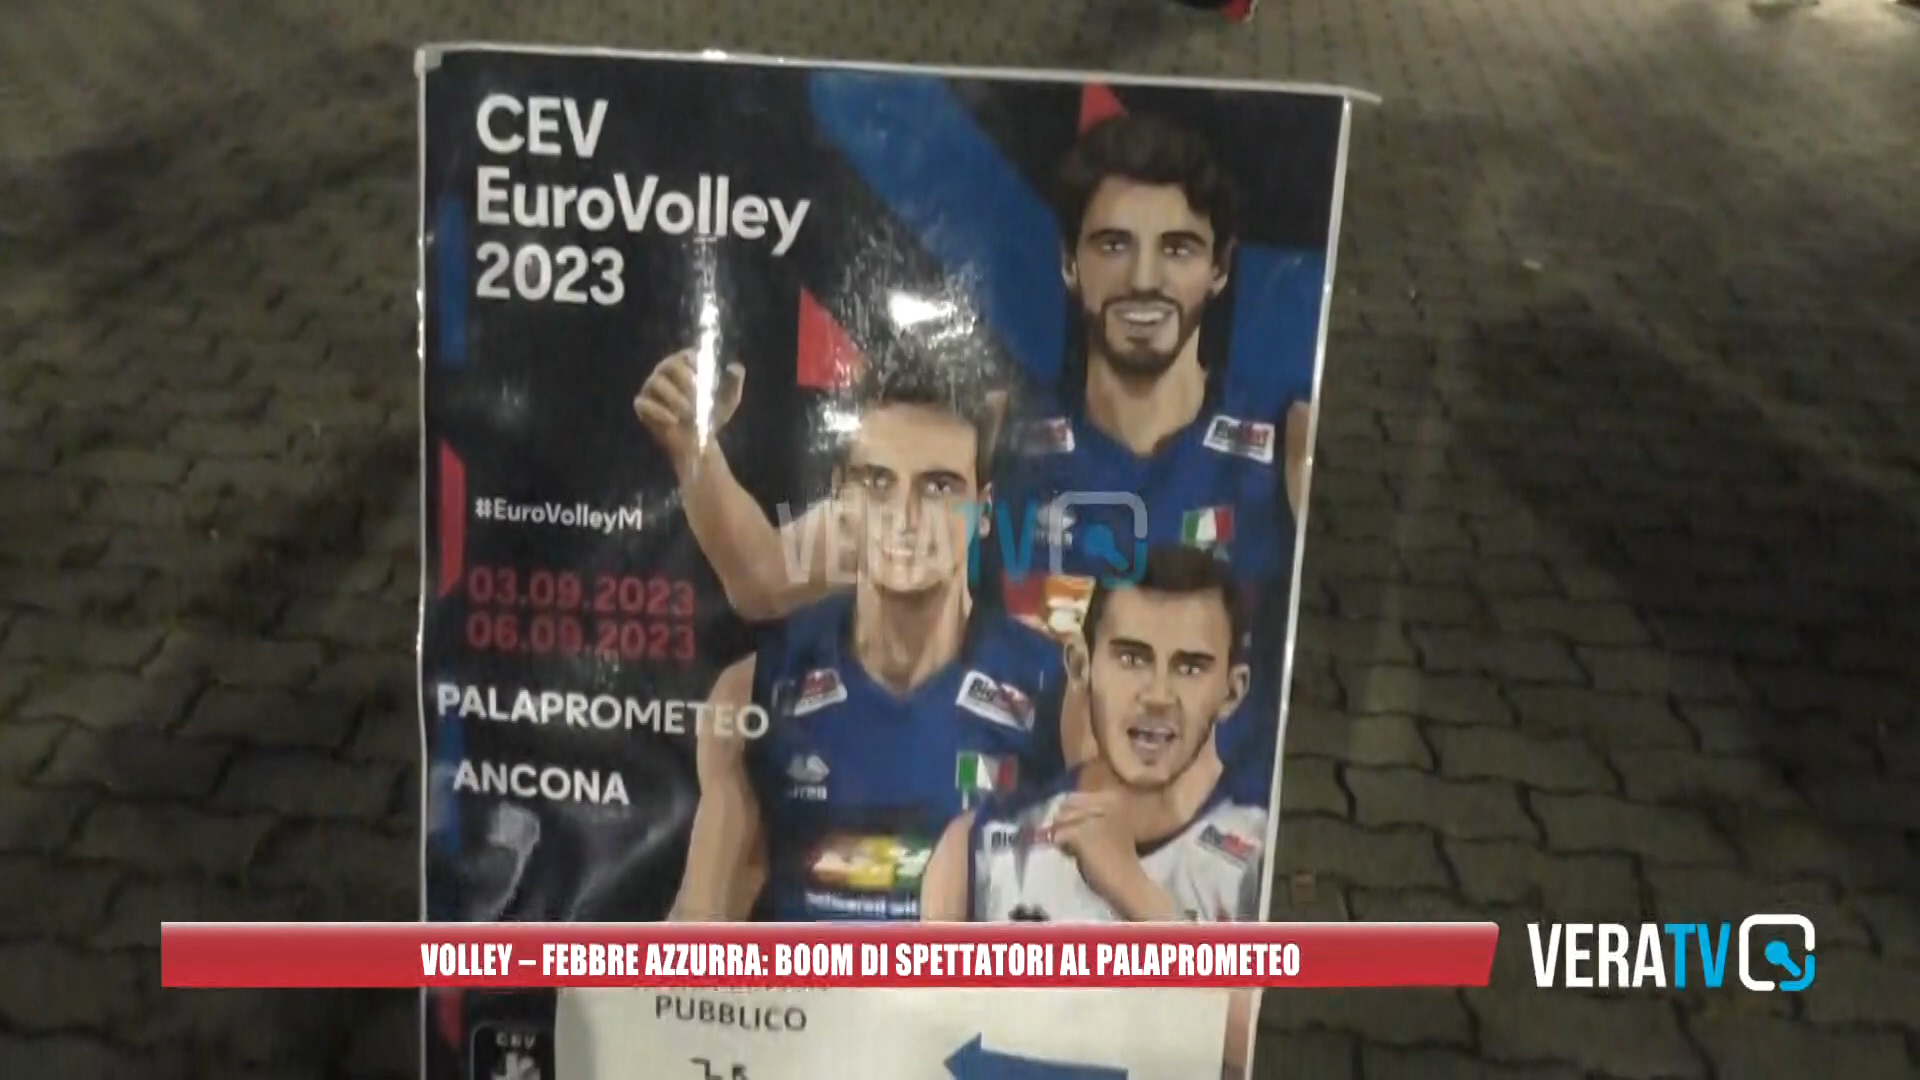 CEV
EuroVolley
2023
#EuroVolleyM
03.09.2023
06.09.2023
PALAPROMETEO
ANCONA
VERATV
VOLLEY – FEBBRE AZZURRA: BOOM DI SPETTATORI AL PALAPROMETEO
VERATV
PUBBLICO
CEV